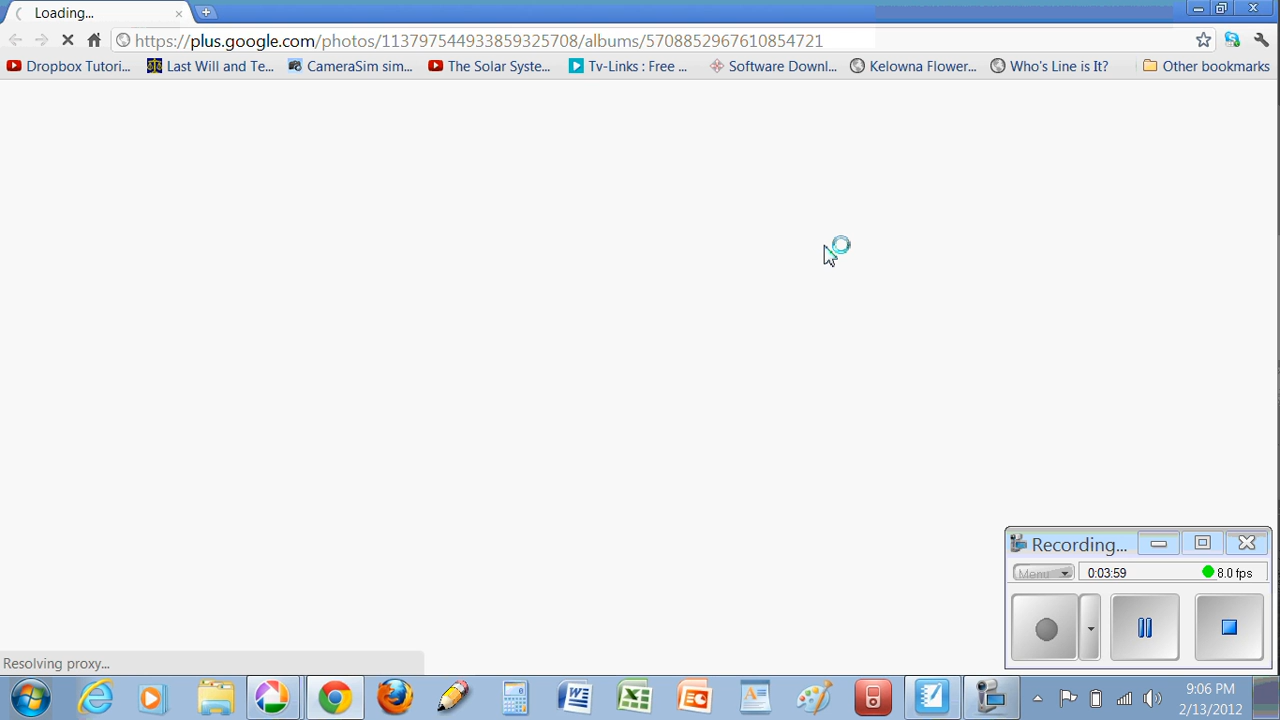 Loading...
https://plus.google.com/photos/113797544933859325708/albums/5708852967610854721
Dropbox Tutori... Last Will and Te... CameraSim sim... The Solar Syste... Tv-Links : Free ... Software Downl... Kelowna Flower... Who's Line is It? Other bookmarks
Recording...
Menu 0:03:59 8.0 fps
Resolving proxy...
9:06 PM
2/13/2012